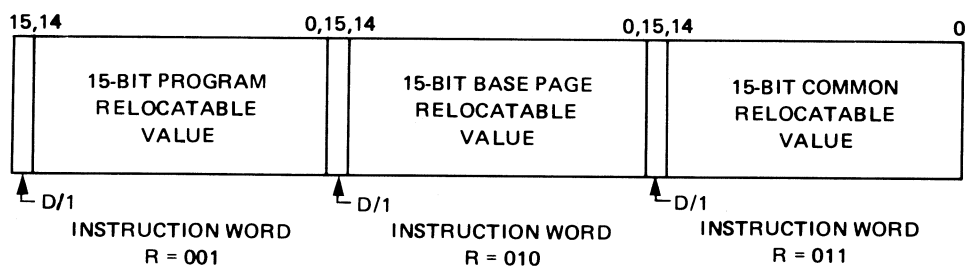 15,14 0,15,14 0,15,14 0
15-BIT PROGRAM RELOCATABLE VALUE
15-BIT BASE PAGE RELOCATABLE VALUE
15-BIT COMMON RELOCATABLE VALUE
D/1 D/1 D/1
INSTRUCTION WORD R = 001
INSTRUCTION WORD R = 010
INSTRUCTION WORD R = 011